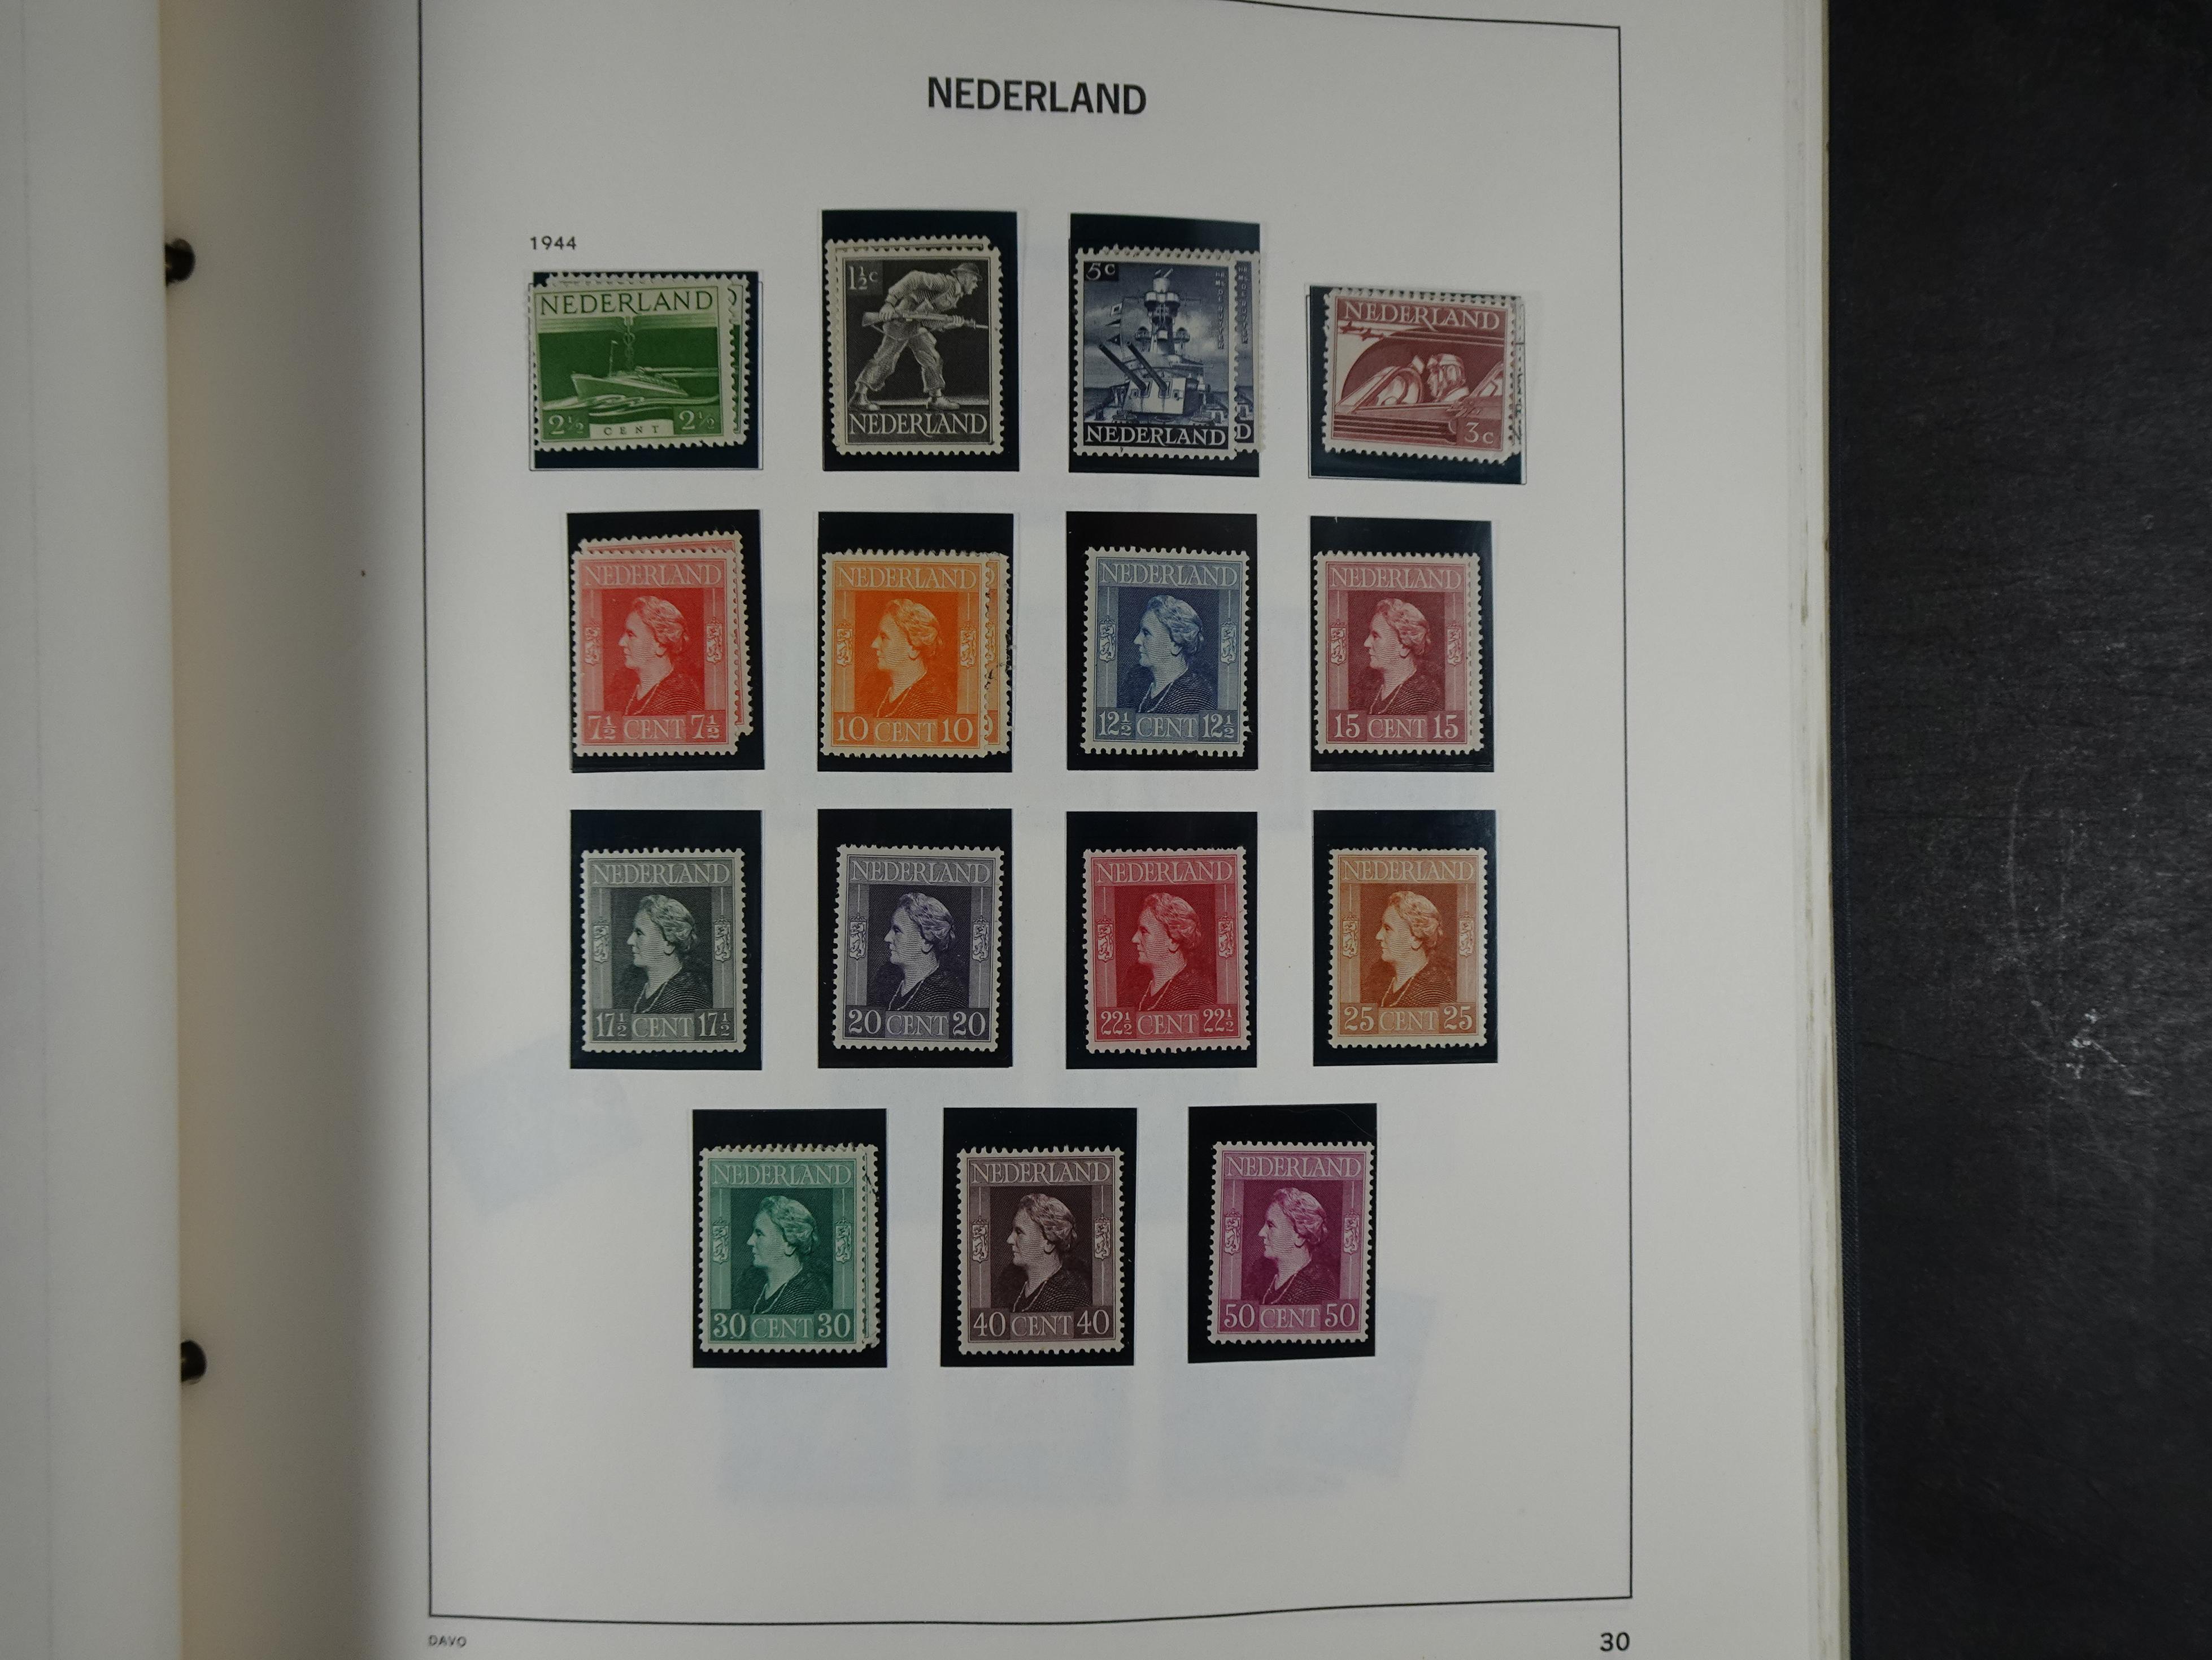 NEDERLAND
1944
NEDERLAND
2½ CENT 2½
1½c
NEDERLAND
5c
NEDERLAND
NEDERLAND
3c
NEDERLAND
7½ CENT 7½
NEDERLAND
10 CENT 10
NEDERLAND
12½ CENT 12½
NEDERLAND
15 CENT 15
NEDERLAND
17½ CENT 17½
NEDERLAND
20 CENT 20
NEDERLAND
22½ CENT 22½
NEDERLAND
25 CENT 25
NEDERLAND
30 CENT 30
NEDERLAND
40 CENT 40
NEDERLAND
50 CENT 50
DAVO
30